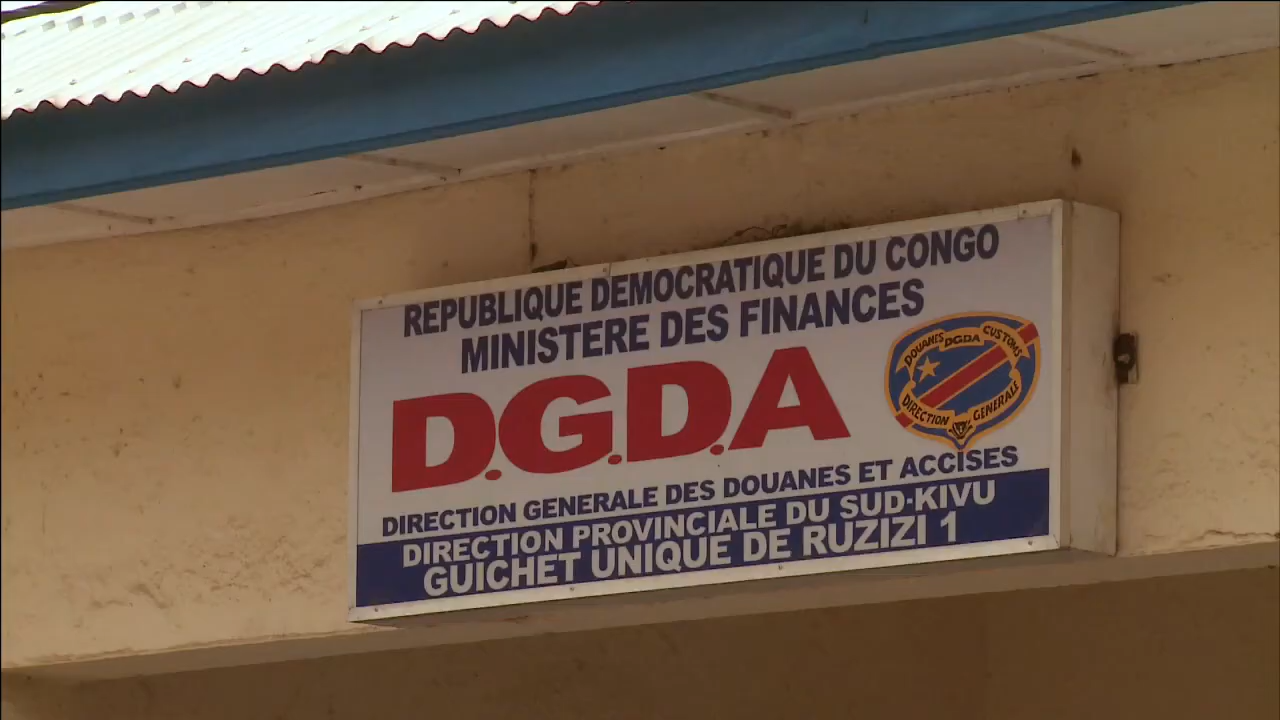 REPUBLIQUE DEMOCRATIQUE DU CONGO
MINISTERE DES FINANCES
D.G.D.A
DOUANES DGDA CUSTOMS
DIRECTION GENERALE
DIRECTION GENERALE DES DOUANES ET ACCISES
DIRECTION PROVINCIALE DU SUD-KIVU
GUICHET UNIQUE DE RUZIZI 1